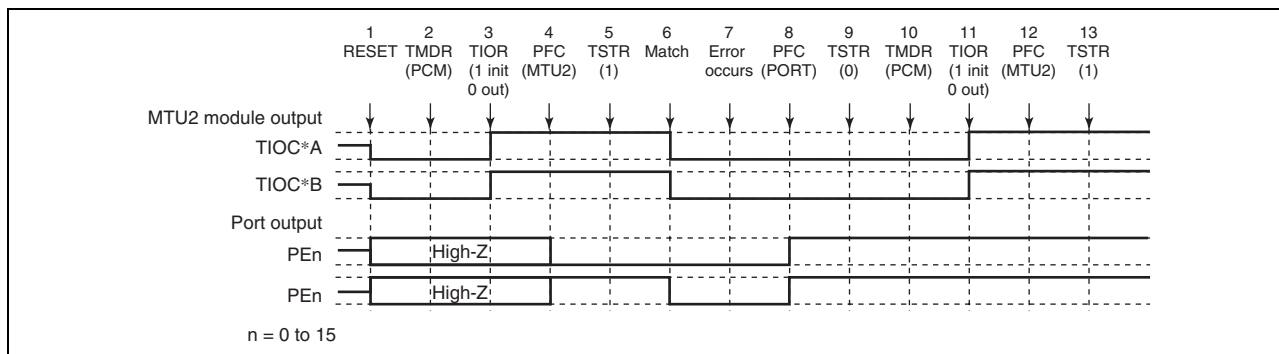 1 2 3 4 5 6 7 8 9 10 11 12 13
RESET TMDR TIOR PFC TSTR Match Error PFC TSTR TMDR TIOR PFC TSTR
(PCM) (1 init (MTU2) (1) occurs (PORT) (0) (PCM) (1 init (MTU2) (1)
0 out) 0 out)
MTU2 module output
TIOC*A
TIOC*B
Port output
PEn High-Z
PEn High-Z
n = 0 to 15